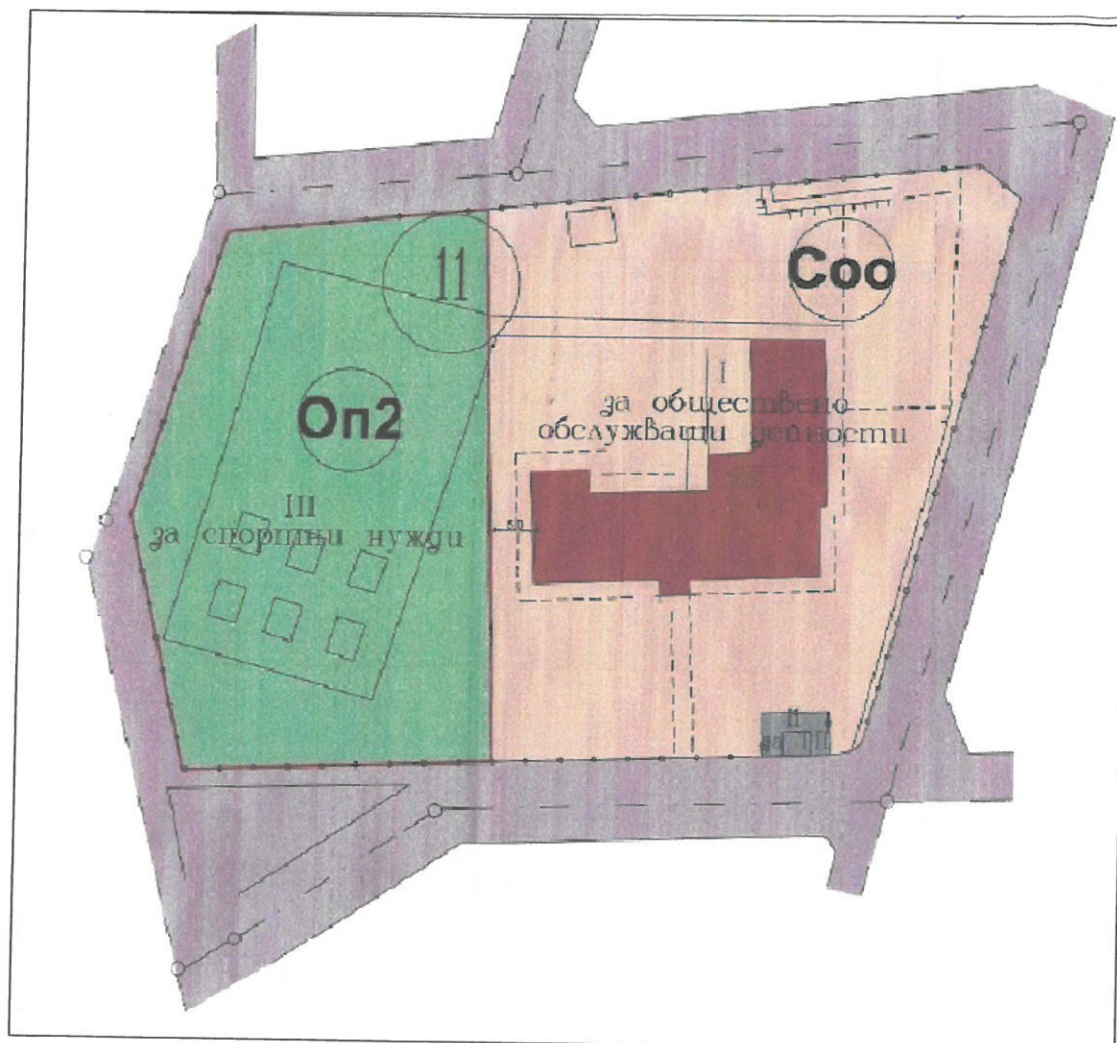 11
Соо
Оп2
I
за обществено
обслужващи дейности
III
за спортни нужди
II
за ТП